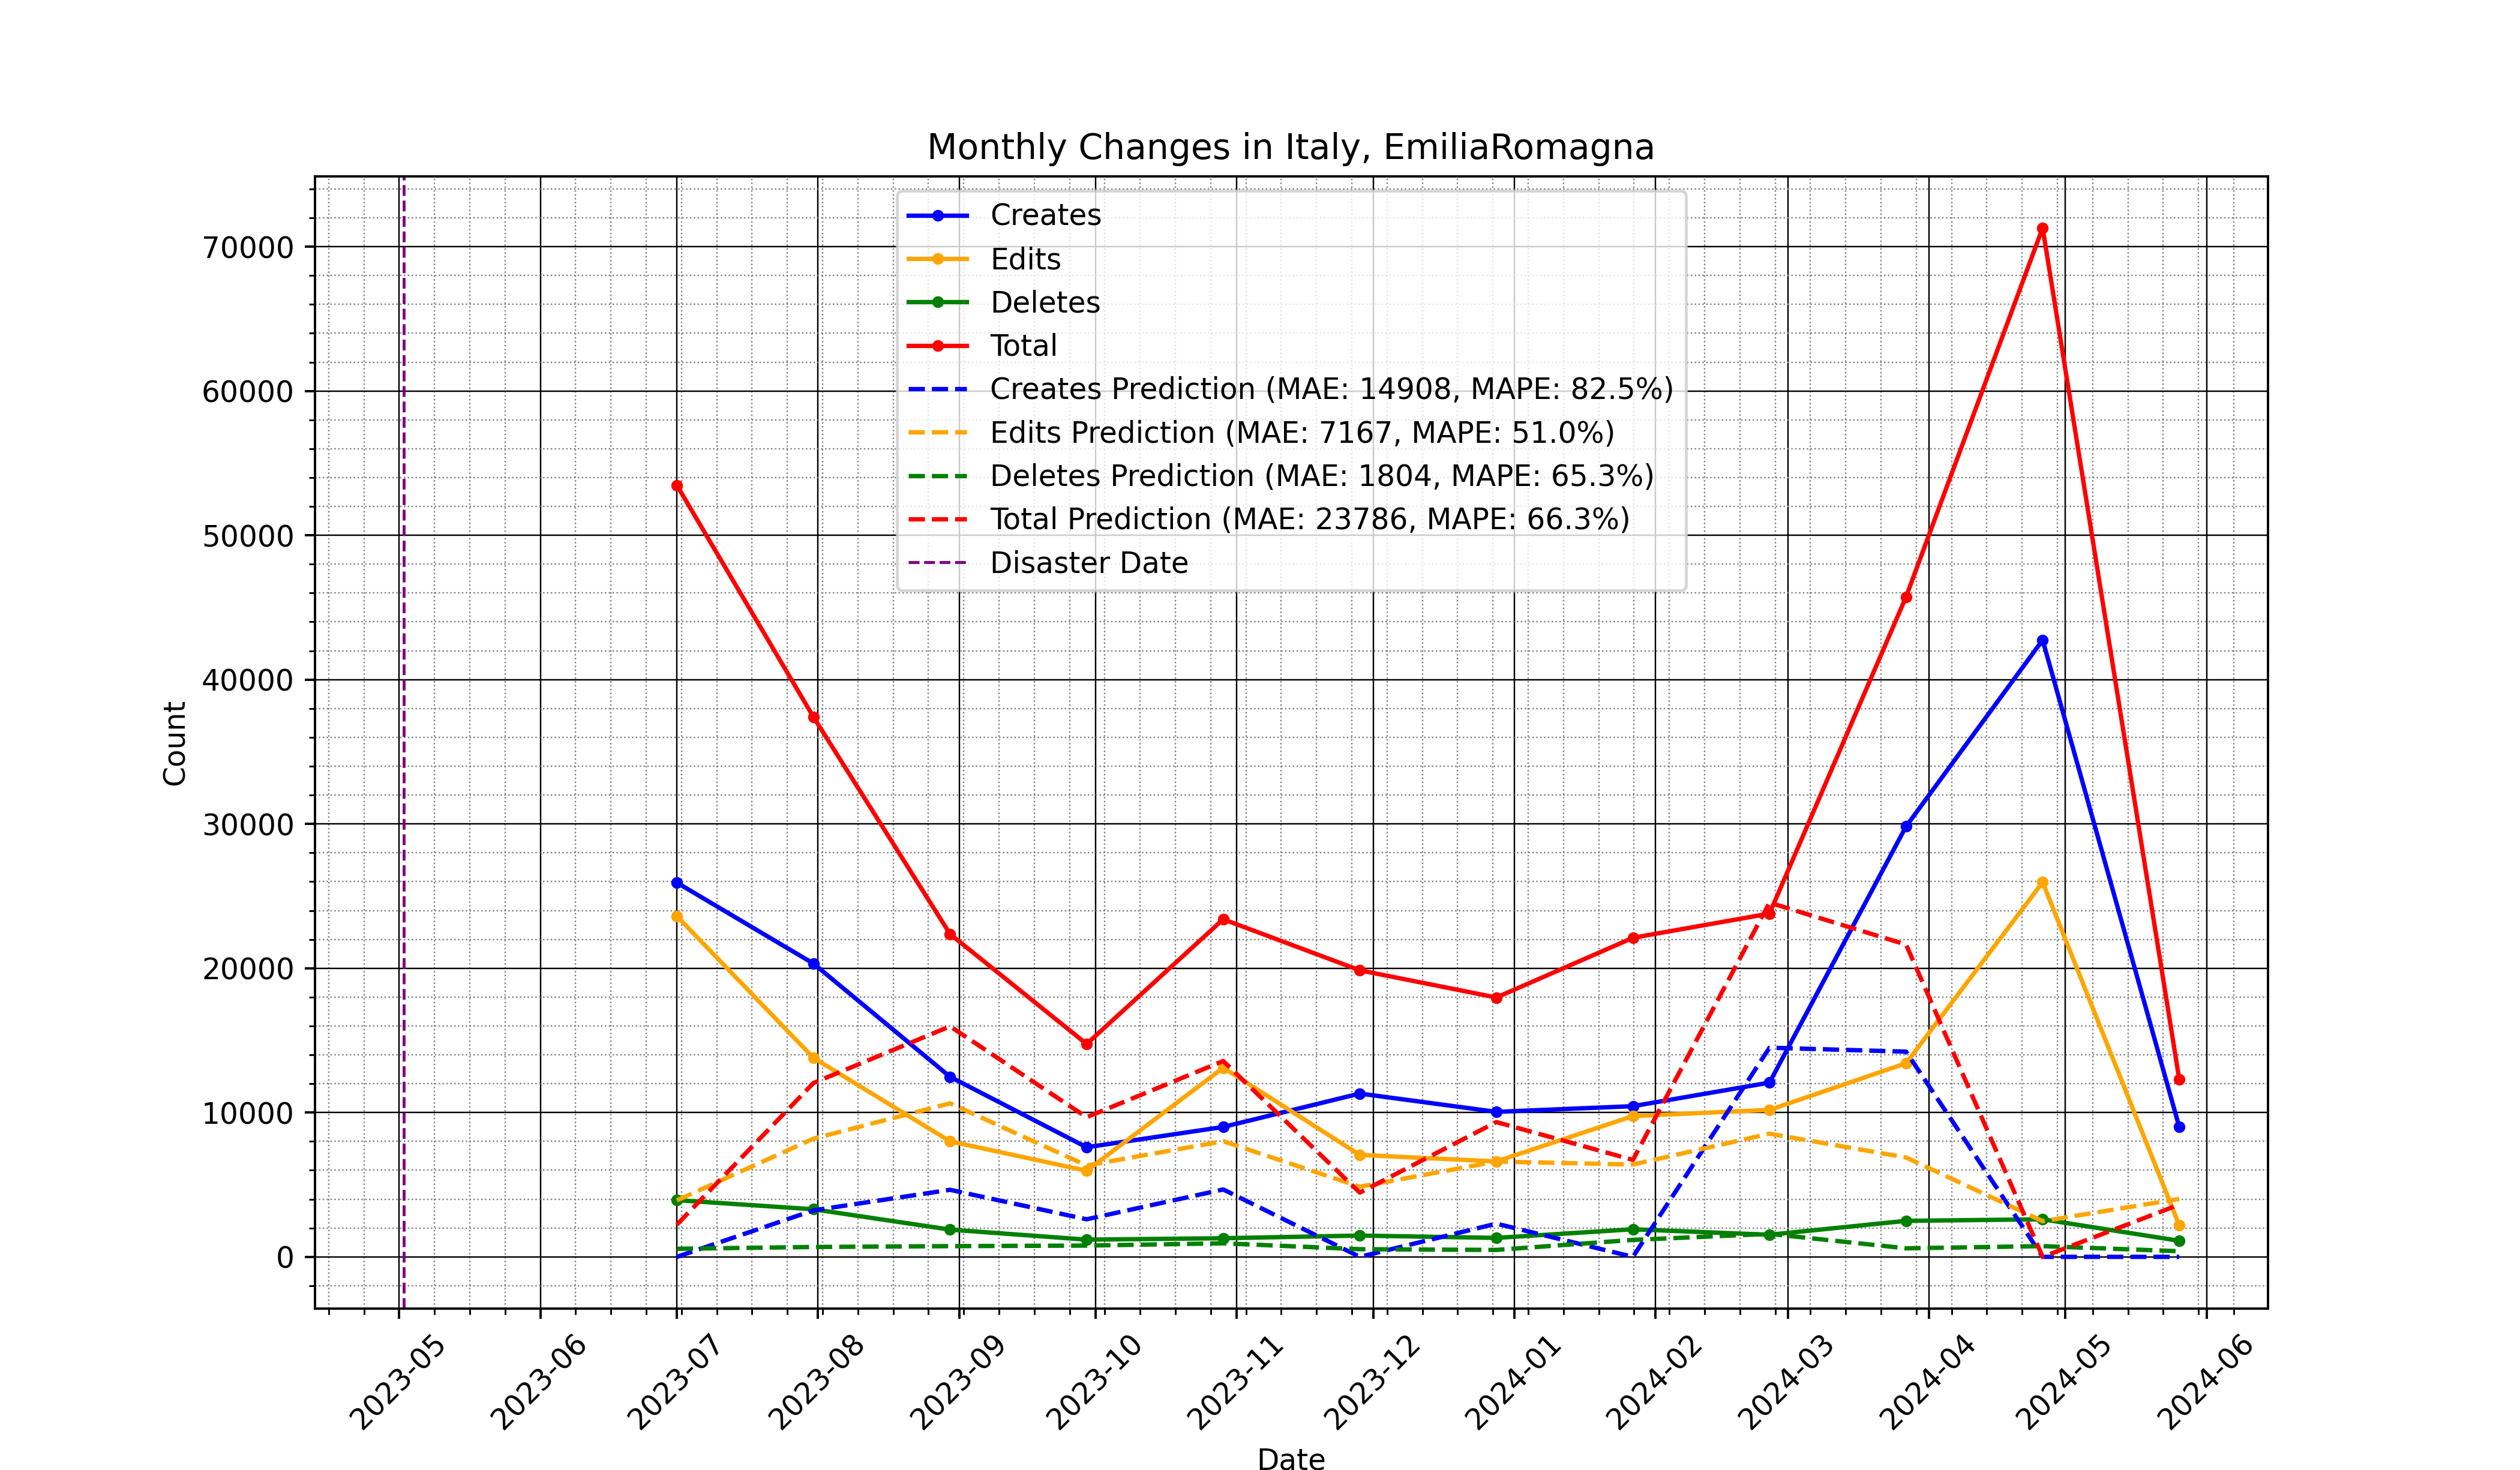 Monthly Changes in Italy, EmiliaRomagna
Creates
Edits
Deletes
Total
Creates Prediction (MAE: 14908, MAPE: 82.5%)
Edits Prediction (MAE: 7167, MAPE: 51.0%)
Deletes Prediction (MAE: 1804, MAPE: 65.3%)
Total Prediction (MAE: 23786, MAPE: 66.3%)
Disaster Date
70000
60000
50000
40000
30000
20000
10000
0
Count
2023-05
2023-06
2023-07
2023-08
2023-09
2023-10
2023-11
2023-12
2024-01
2024-02
2024-03
2024-04
2024-05
2024-06
Date